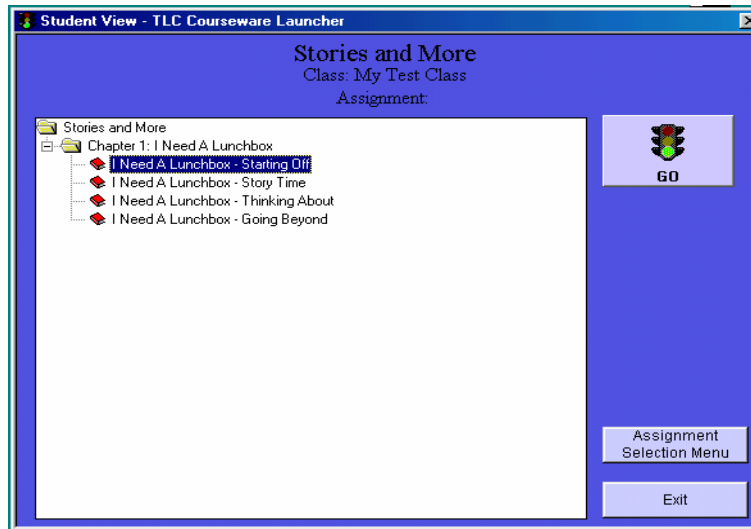 Student View - TLC Courseware Launcher
Stories and More
Class: My Test Class
Assignment:
Stories and More
Chapter 1: I Need A Lunchbox
I Need A Lunchbox - Starting Off
I Need A Lunchbox - Story Time
I Need A Lunchbox - Thinking About
I Need A Lunchbox - Going Beyond
GO
Assignment
Selection Menu
Exit